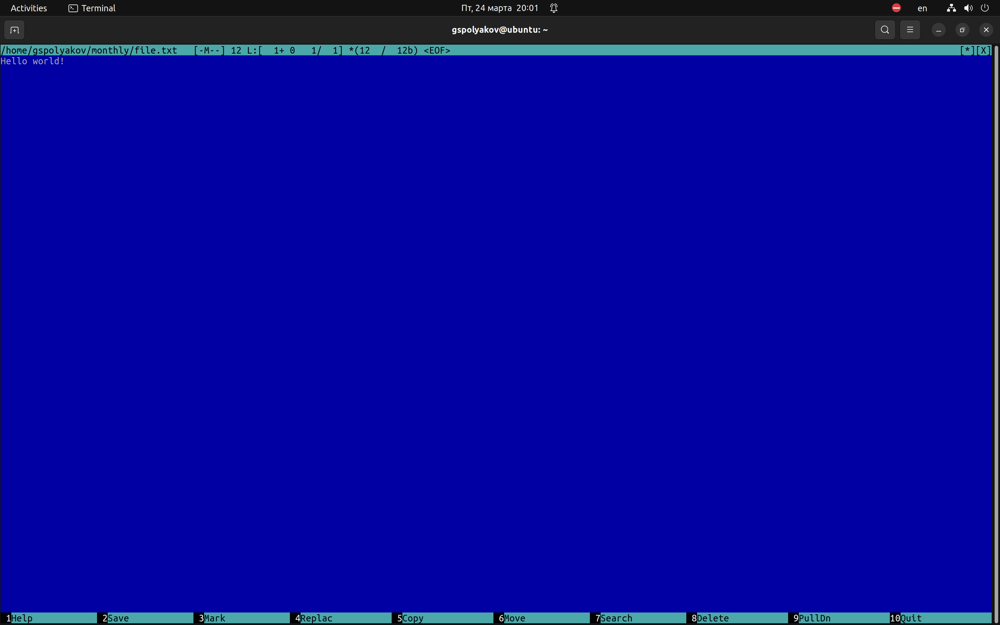 Activities Terminal Пт, 24 марта 20:01 en
gspolyakov@ubuntu: ~
/home/gspolyakov/monthly/file.txt   [-M--] 12 L:[  1+ 0   1/  1] *(12  /  12b) <EOF> [*][X]
Hello world!
1Help 2Save 3Mark 4Replac 5Copy 6Move 7Search 8Delete 9PullDn 10Quit